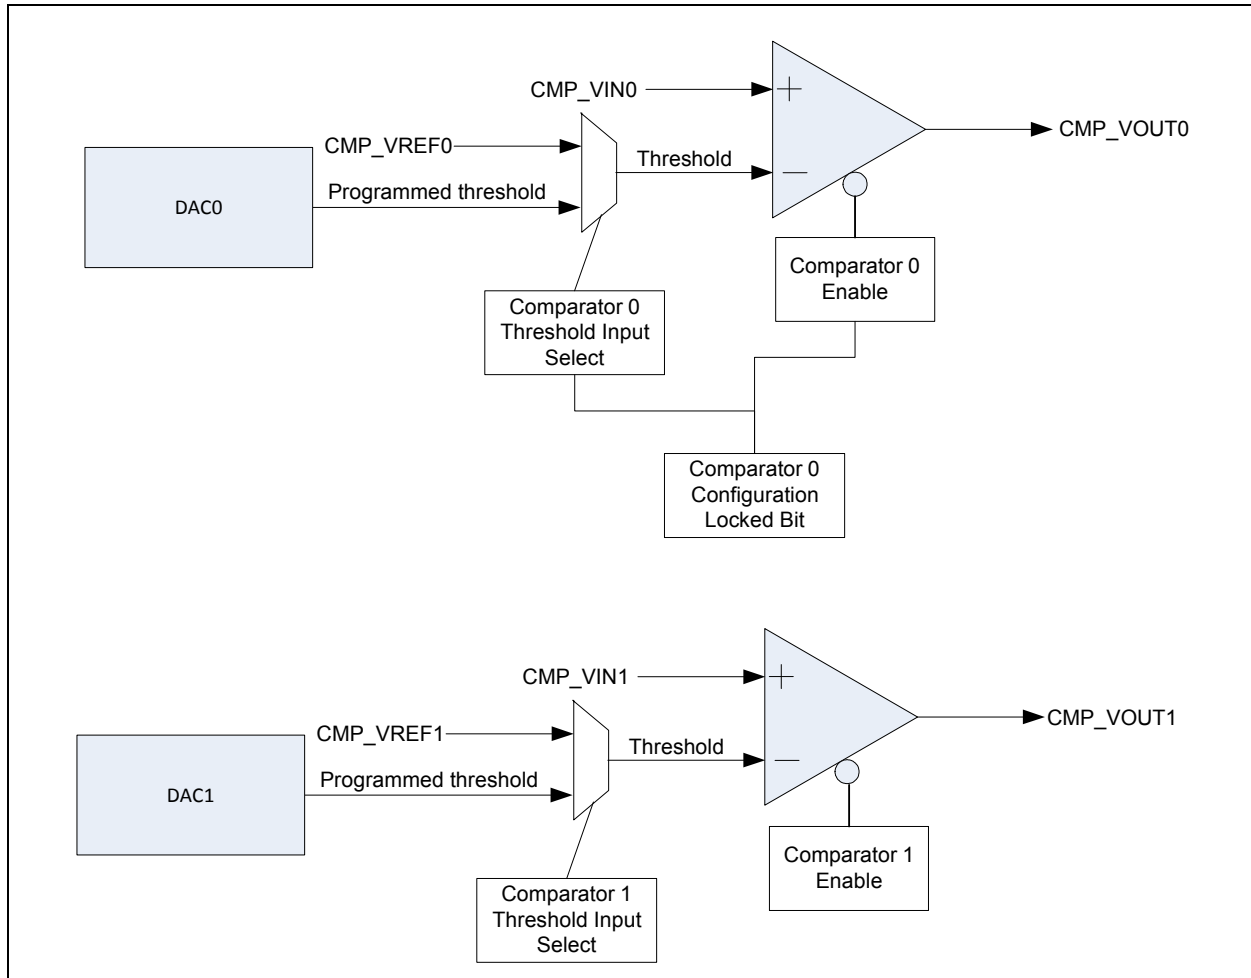 CMP_VIN0
CMP_VREF0
Programmed threshold
DAC0
Threshold
+
—
CMP_VOUT0
Comparator 0
Enable
Comparator 0
Threshold Input
Select
Comparator 0
Configuration
Locked Bit
CMP_VIN1
CMP_VREF1
Programmed threshold
DAC1
Threshold
+
—
CMP_VOUT1
Comparator 1
Enable
Comparator 1
Threshold Input
Select